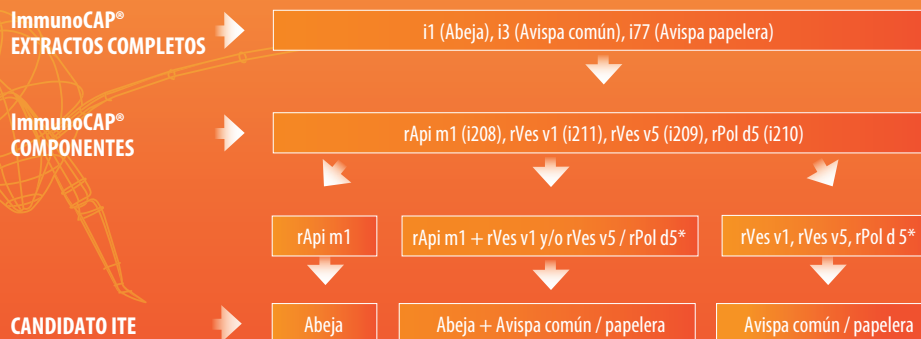 ImmunoCAP®
EXTRACTOS COMPLETOS
i1 (Abeja), i3 (Avispa común), i77 (Avispa papelera)
ImmunoCAP®
COMPONENTES
rApi m1 (i208), rVes v1 (i211), rVes v5 (i209), rPol d5 (i210)
rApi m1
rApi m1 + rVes v1 y/o rVes v5 / rPol d5*
rVes v1, rVes v5, rPol d 5*
CANDIDATO ITE
Abeja
Abeja + Avispa común / papelera
Avispa común / papelera